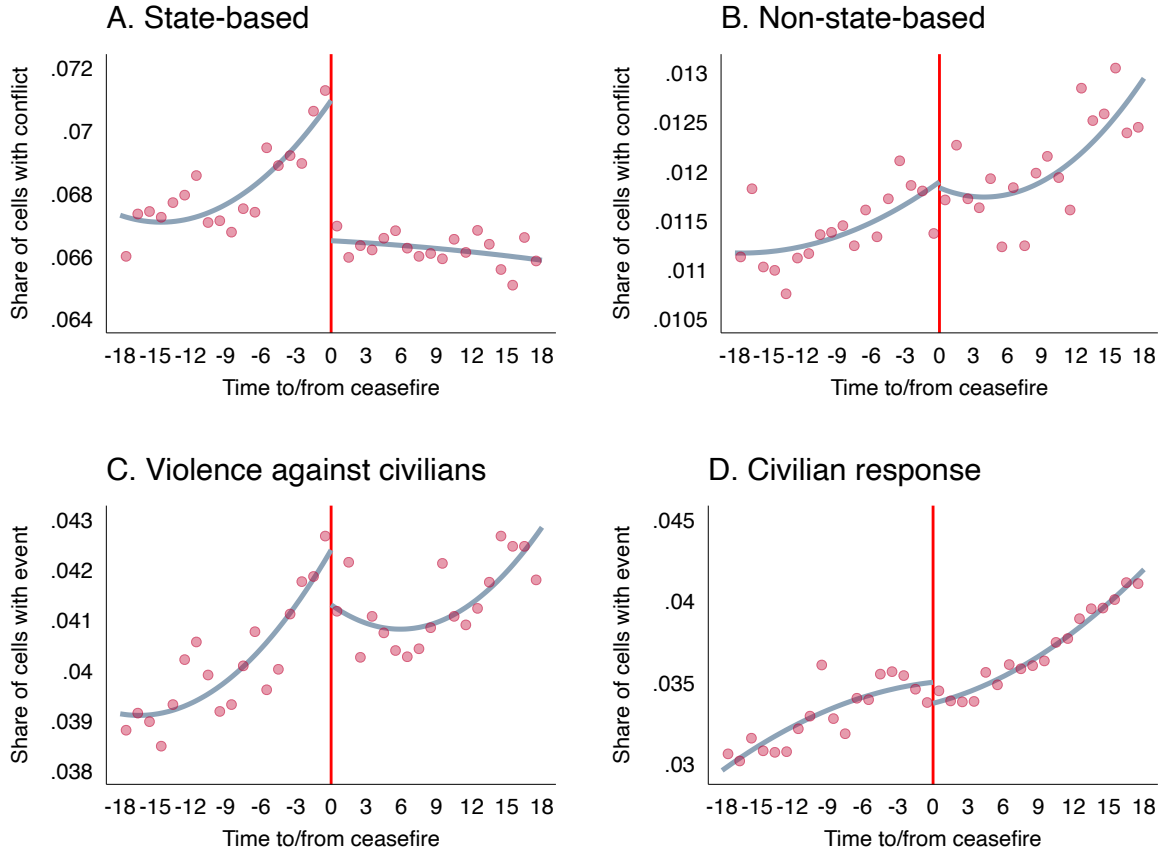 A. State-based
Share of cells with conflict
.072
.07
.068
.066
.064
-18 -15 -12 -9 -6 -3 0 3 6 9 12 15 18
Time to/from ceasefire
B. Non-state-based
Share of cells with conflict
.013
.0125
.012
.0115
.011
.0105
-18 -15 -12 -9 -6 -3 0 3 6 9 12 15 18
Time to/from ceasefire
C. Violence against civilians
Share of cells with event
.043
.042
.041
.04
.039
.038
-18 -15 -12 -9 -6 -3 0 3 6 9 12 15 18
Time to/from ceasefire
D. Civilian response
Share of cells with event
.045
.04
.035
.03
-18 -15 -12 -9 -6 -3 0 3 6 9 12 15 18
Time to/from ceasefire